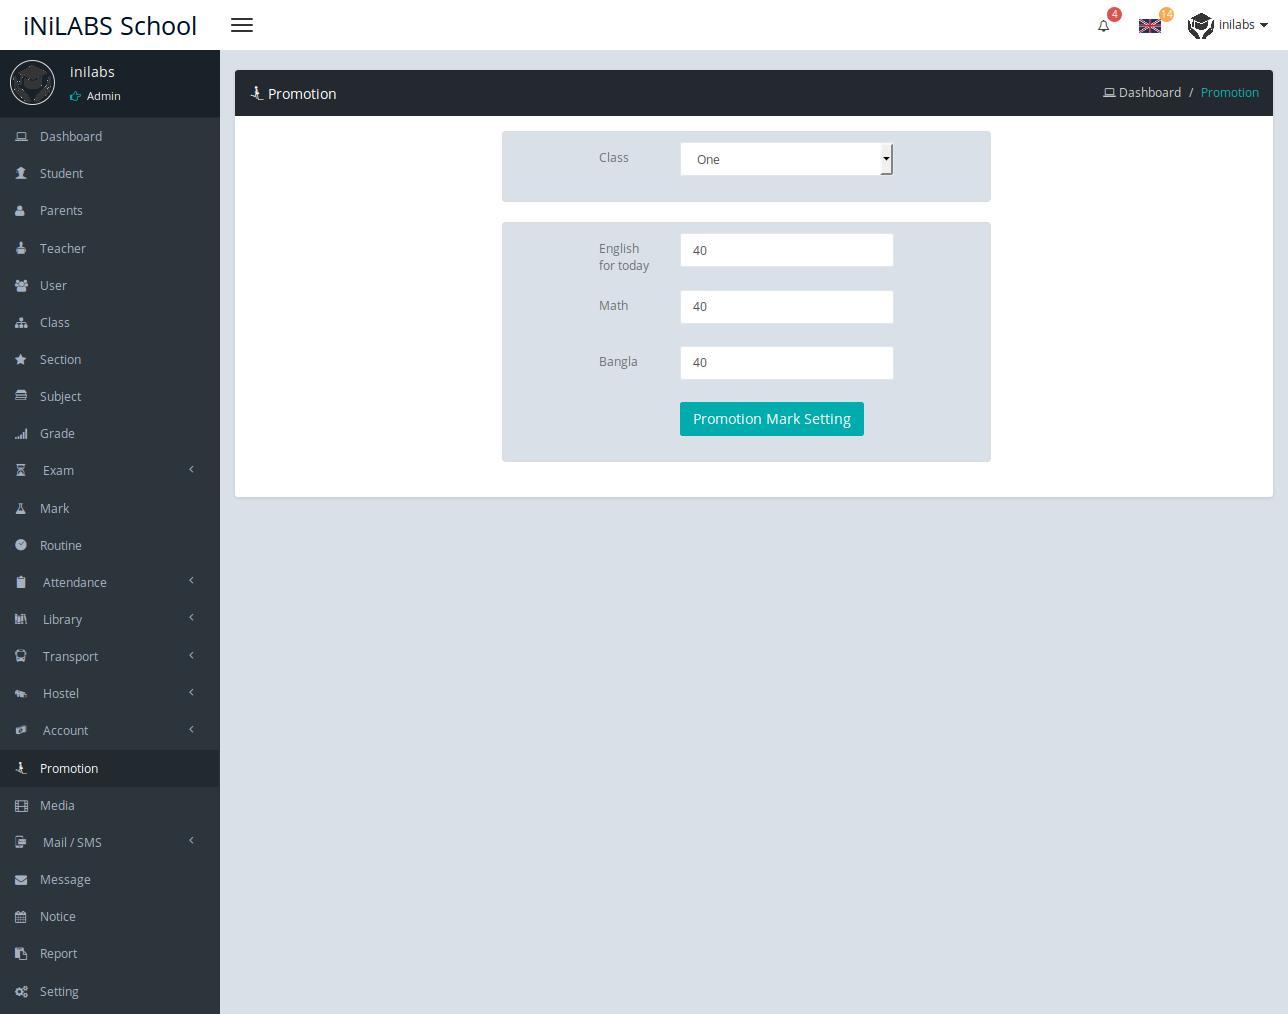 iNiLABS School
4
14
inilabs
inilabs
Admin
Dashboard
Student
Parents
Teacher
User
Class
Section
Subject
Grade
Exam
Mark
Routine
Attendance
Library
Transport
Hostel
Account
Promotion
Media
Mail / SMS
Message
Notice
Report
Setting
Promotion
Dashboard / Promotion
Class One
English
for today
40
Math 40
Bangla 40
Promotion Mark Setting